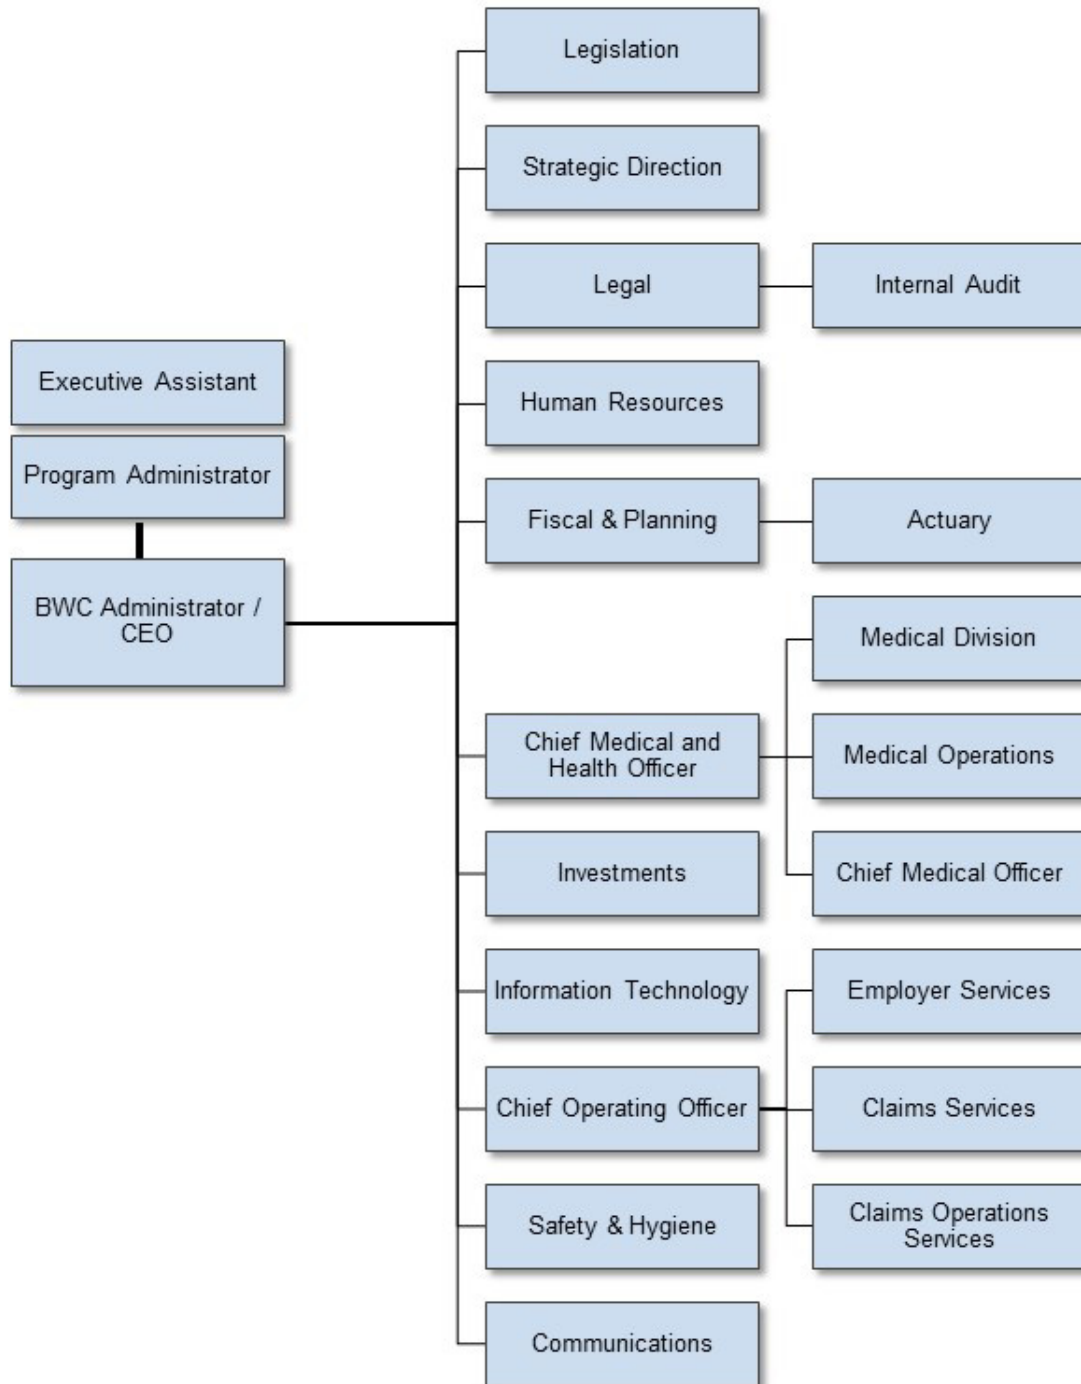 Legislation
Strategic Direction
Legal
Internal Audit
Executive Assistant
Human Resources
Program Administrator
Fiscal & Planning
Actuary
BWC Administrator /
CEO
Medical Division
Chief Medical and
Health Officer
Medical Operations
Investments
Chief Medical Officer
Information Technology
Employer Services
Chief Operating Officer
Claims Services
Safety & Hygiene
Claims Operations
Services
Communications